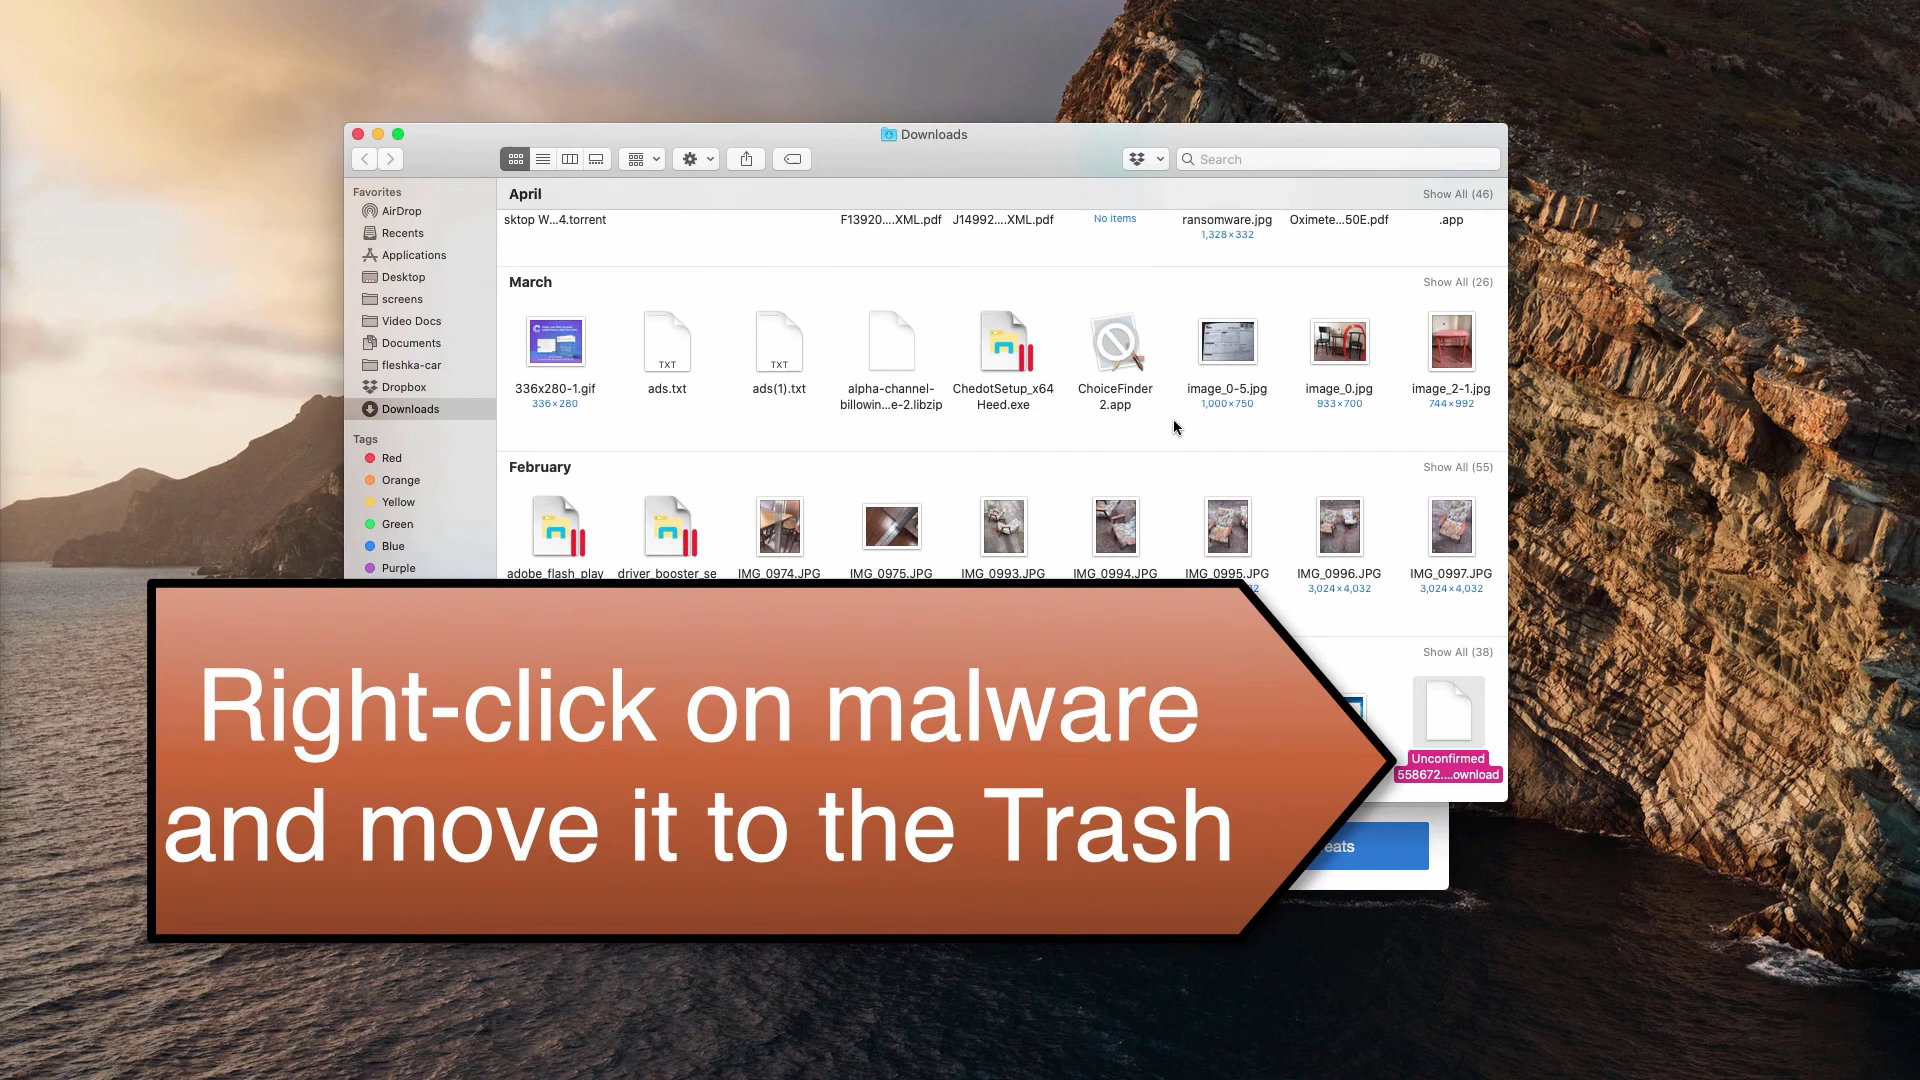 Downloads
Search
Favorites
AirDrop
Recents
Applications
Desktop
screens
Video Docs
Documents
fleshka-car
Dropbox
Downloads
Tags
Red
Orange
Yellow
Green
Blue
Purple
April
Show All (46)
sktop W...4.torrent
F13920....XML.pdf
J14992....XML.pdf
No items
ransomware.jpg
1,328×332
Oximete...50E.pdf
.app
March
Show All (26)
336x280-1.gif
336×280
TXT
ads.txt
TXT
ads(1).txt
alpha-channel-
billowin...e-2.libzip
ChedotSetup_x64
Heed.exe
ChoiceFinder
2.app
image_0-5.jpg
1,000×750
image_0.jpg
933×700
image_2-1.jpg
744×992
February
Show All (55)
adobe_flash_play
driver_booster_se
IMG_0974.JPG
IMG_0975.JPG
IMG_0993.JPG
IMG_0994.JPG
IMG_0995.JPG
IMG_0996.JPG
3,024×4,032
IMG_0997.JPG
3,024×4,032
Show All (38)
Unconfirmed
558672....ownload
Right-click on malware
and move it to the Trash